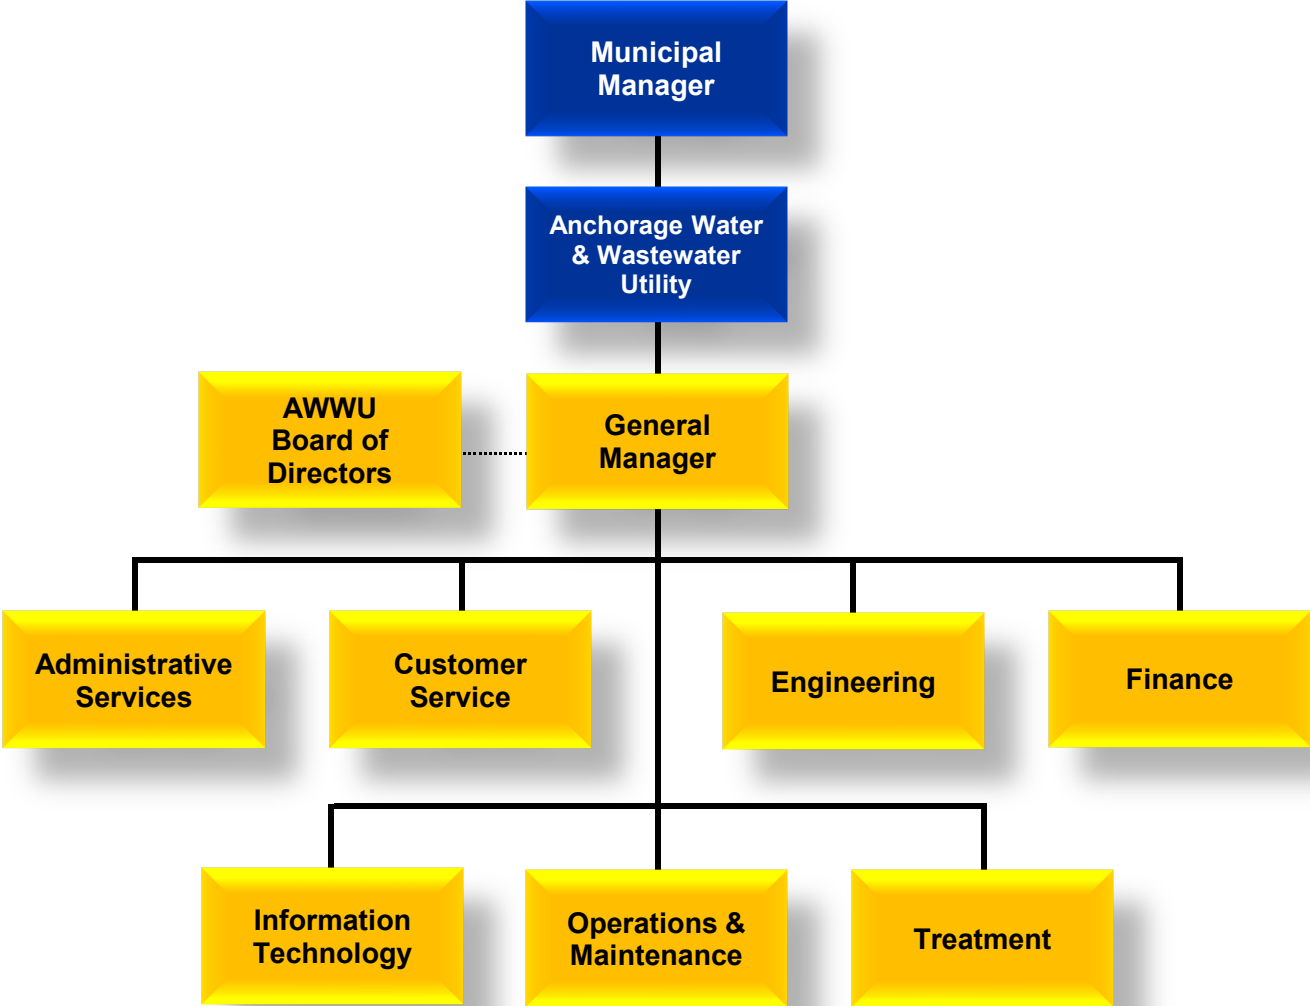 Municipal
Manager
Anchorage Water
& Wastewater
Utility
AWWU
Board of
Directors
General
Manager
Administrative
Services
Customer
Service
Engineering
Finance
Information
Technology
Operations &
Maintenance
Treatment